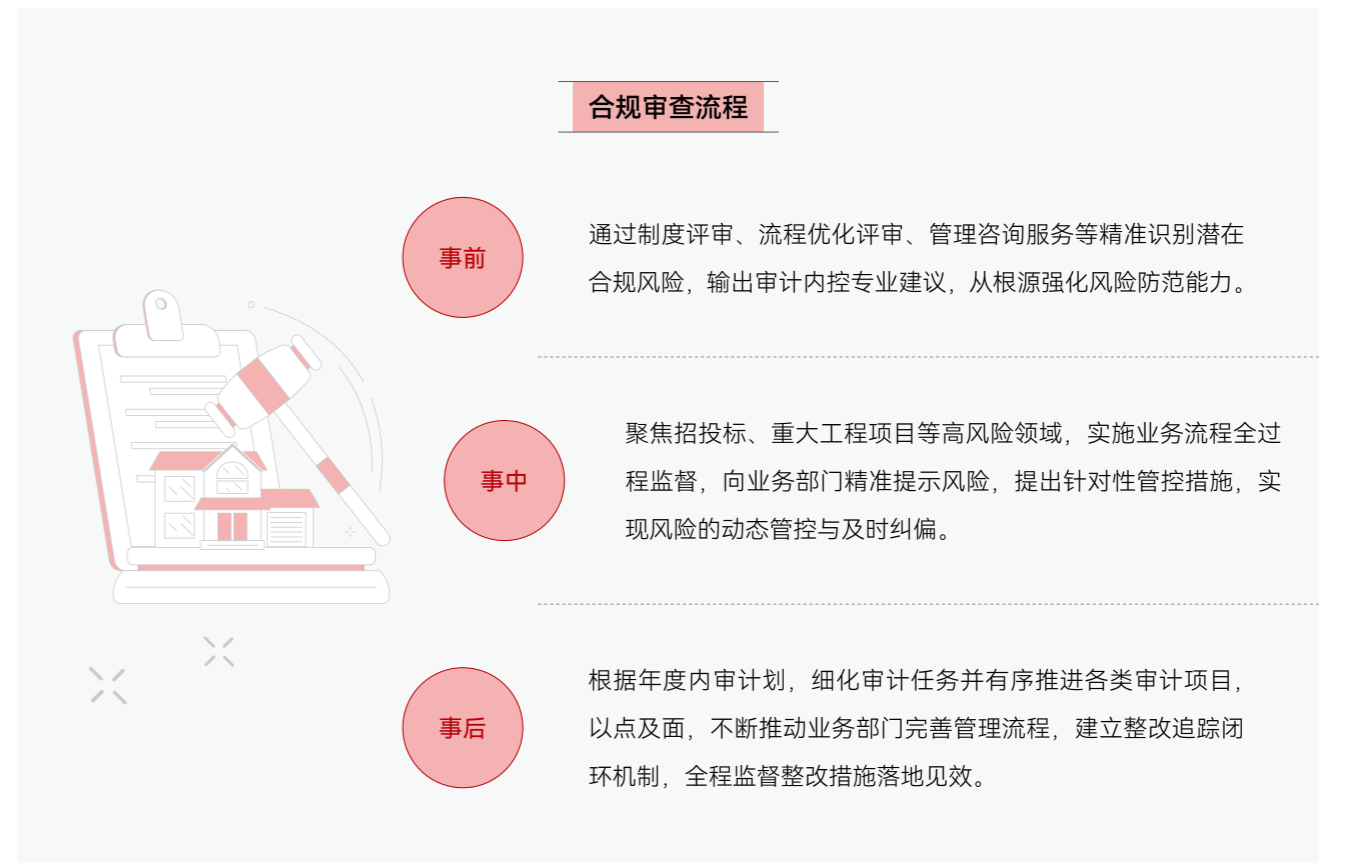 合规审查流程
事前
通过制度评审、流程优化评审、管理咨询服务等精准识别潜在
合规风险，输出审计内控专业建议，从根源强化风险防范能力。
事中
聚焦招投标、重大工程项目等高风险领域，实施业务流程全过
程监督，向业务部门精准提示风险，提出针对性管控措施，实
现风险的动态管控与及时纠偏。
事后
根据年度内审计划，细化审计任务并有序推进各类审计项目，
以点及面，不断推动业务部门完善管理流程，建立整改追踪闭
环机制，全程监督整改措施落地见效。